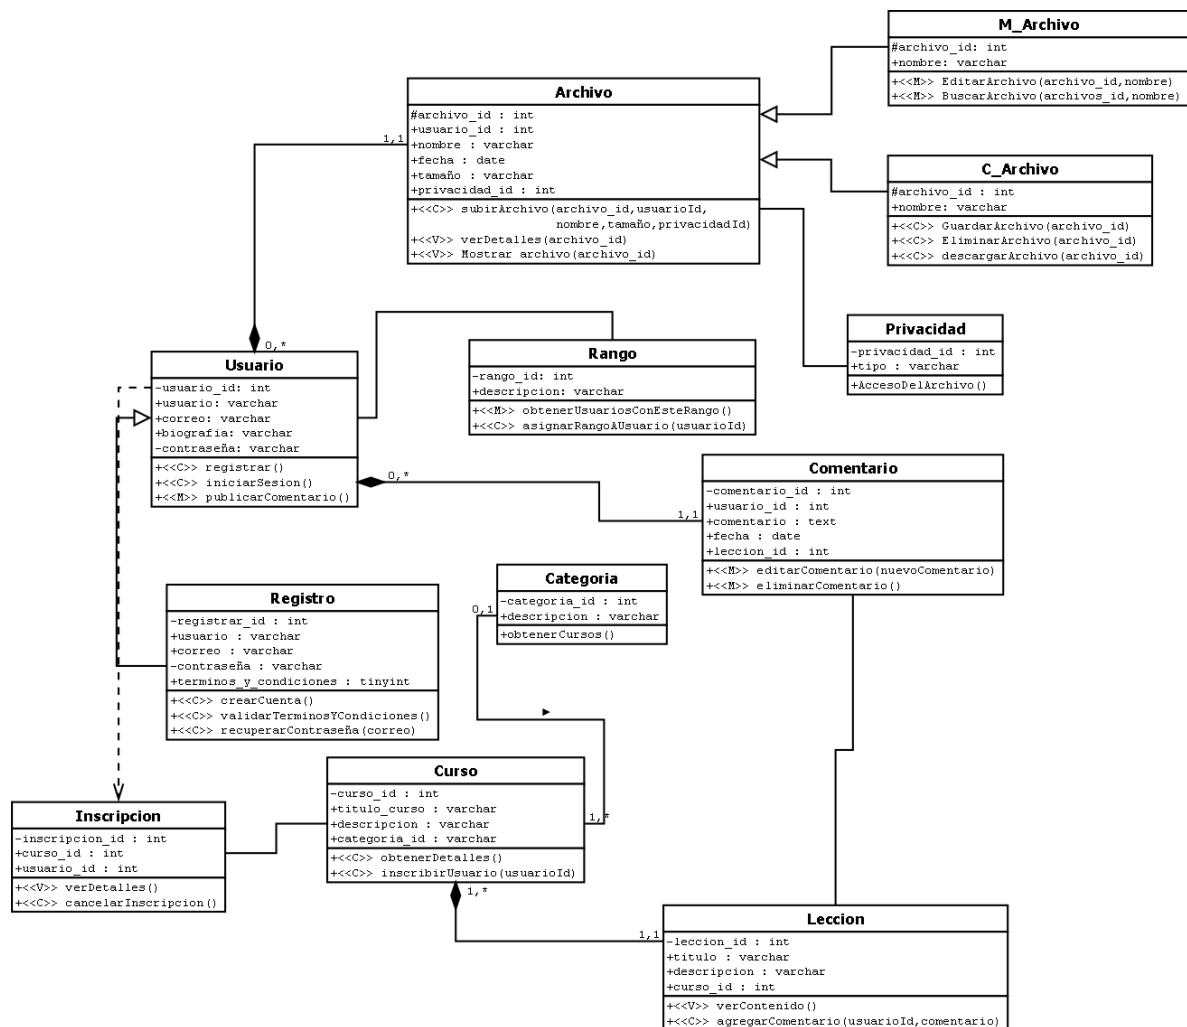 M_Archivo
#archivo_id: int
+nombre: varchar
+<<M>> EditarArchivo(archivo_id,nombre)
+<<M>> BuscarArchivo(archivos_id,nombre)
Archivo
#archivo_id : int
+usuario_id : int
+nombre : varchar
+fecha : date
+tamaño : varchar
+privacidad_id : int
+<<C>> subirArchivo(archivo_id,usuarioId,
nombre,tamaño,privacidadId)
+<<V>> verDetalles(archivo_id)
+<<V>> Mostrar archivo(archivo_id)
1,1
C_Archivo
#archivo_id : int
+nombre: varchar
+<<C>> GuardarArchivo(archivo_id)
+<<C>> EliminarArchivo(archivo_id)
+<<C>> descargarArchivo(archivo_id)
Privacidad
-privacidad_id : int
+tipo : varchar
+AccesoDelArchivo()
0,*
Usuario
-usuario_id: int
+usuario: varchar
+correo: varchar
+biografia: varchar
-contraseña: varchar
+<<C>> registrar()
+<<C>> iniciarSesion()
+<<M>> publicarComentario()
Rango
-rango_id: int
+descripcion: varchar
+<<M>> obtenerUsuariosConEsteRango()
+<<C>> asignarRangoAUsuario(usuarioId)
0,*
1,1
Comentario
-comentario_id : int
+usuario_id : int
+comentario : text
+fecha : date
+leccion_id : int
+<<M>> editarComentario(nuevoComentario)
+<<M>> eliminarComentario()
Categoria
-categoria_id : int
+descripcion : varchar
+obtenerCursos()
0,1
Registro
-registrar_id : int
+usuario : varchar
+correo : varchar
-contraseña : varchar
+terminos_y_condiciones : tinyint
+<<C>> crearCuenta()
+<<C>> validarTerminosYCondiciones()
+<<C>> recuperarContraseña(correo)
Curso
-curso_id : int
+titulo_curso : varchar
+descripcion : varchar
+categoria_id : varchar
+<<C>> obtenerDetalles()
+<<C>> inscribirUsuario(usuarioId)
1,*
1,*
Inscripcion
-inscripcion_id : int
+curso_id : int
+usuario_id : int
+<<V>> verDetalles()
+<<C>> cancelarInscripcion()
1,1
Leccion
-leccion_id : int
+titulo : varchar
+descripcion : varchar
+curso_id : int
+<<V>> verContenido()
+<<C>> agregarComentario(usuarioId,comentario)